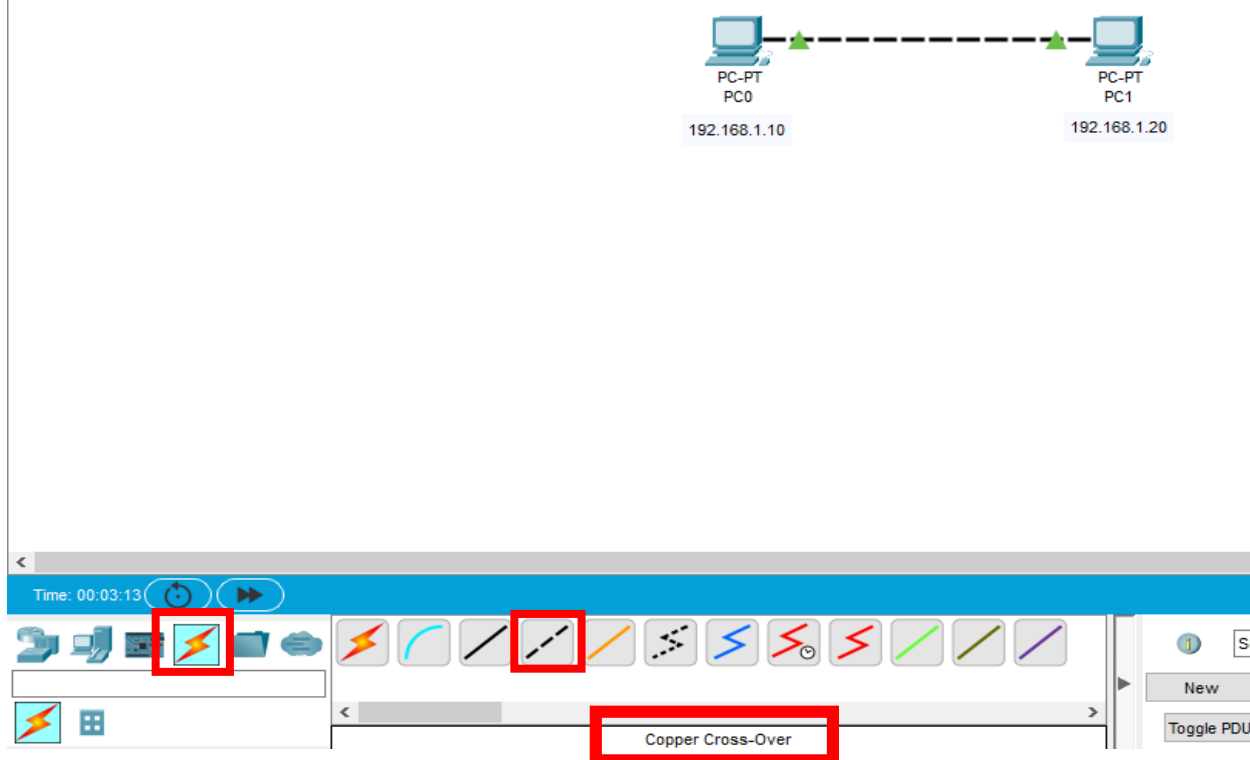 PC-PT
PC0
192.168.1.10
PC-PT
PC1
192.168.1.20
Time: 00:03:13
S
New
Toggle PDU
Copper Cross-Over